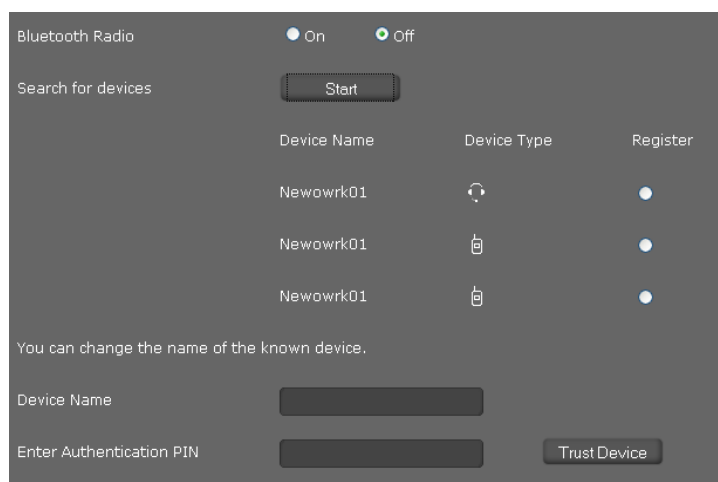 Bluetooth Radio On Off
Search for devices Start
Device Name Device Type Register
Newowrk01
Newowrk01
Newowrk01
You can change the name of the known device.
Device Name
Enter Authentication PIN Trust Device